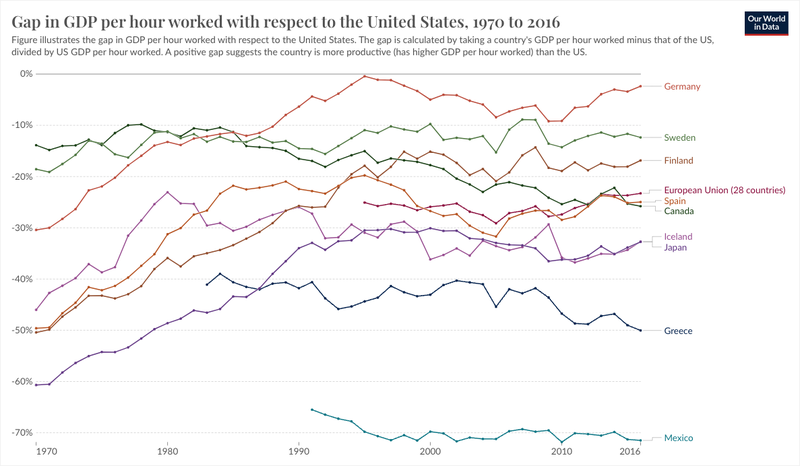 Gap in GDP per hour worked with respect to the United States, 1970 to 2016
Our World
in Data
Figure illustrates the gap in GDP per hour worked with respect to the United States. The gap is calculated by taking a country's GDP per hour worked minus that of the US,
divided by US GDP per hour worked. A positive gap suggests the country is more productive (has higher GDP per hour worked) than the US.
0%
-10%
-20%
-30%
-40%
-50%
-60%
-70%
Germany
Sweden
Finland
European Union (28 countries)
Spain
Canada
Iceland
Japan
Greece
Mexico
1970
1980
1990
2000
2010
2016